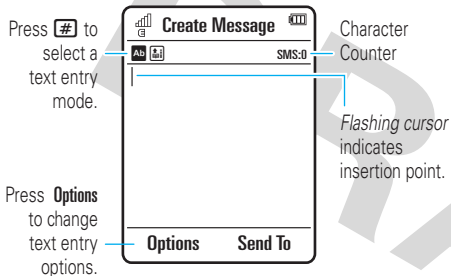 Press # to
select a
text entry
mode.
Create Message
Ab
SMS:0
Character
Counter
Flashing cursor
indicates
insertion point.
Press Options
to change
text entry
options.
Options Send To